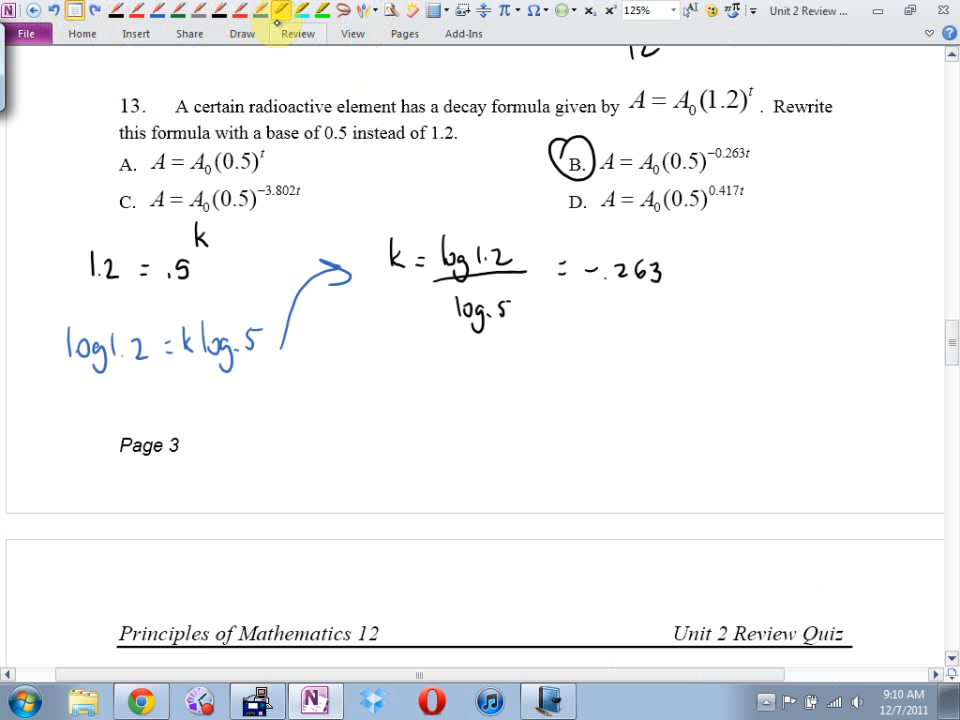 125%
Unit 2 Review ...
File Home Insert Share Draw Review View Pages Add-Ins
12
13. A certain radioactive element has a decay formula given by A = A₀(1.2)ᵗ. Rewrite
this formula with a base of 0.5 instead of 1.2.
A. A = A₀(0.5)ᵗ B. A = A₀(0.5)⁻⁰·²⁶³ᵗ
C. A = A₀(0.5)⁻³·⁸⁰²ᵗ D. A = A₀(0.5)⁰·⁴¹⁷ᵗ
1.2 = .5ᵏ
k = log 1.2 / log .5 = -.263
log 1.2 = k log .5
Page 3
Principles of Mathematics 12 Unit 2 Review Quiz
9:10 AM
12/7/2011